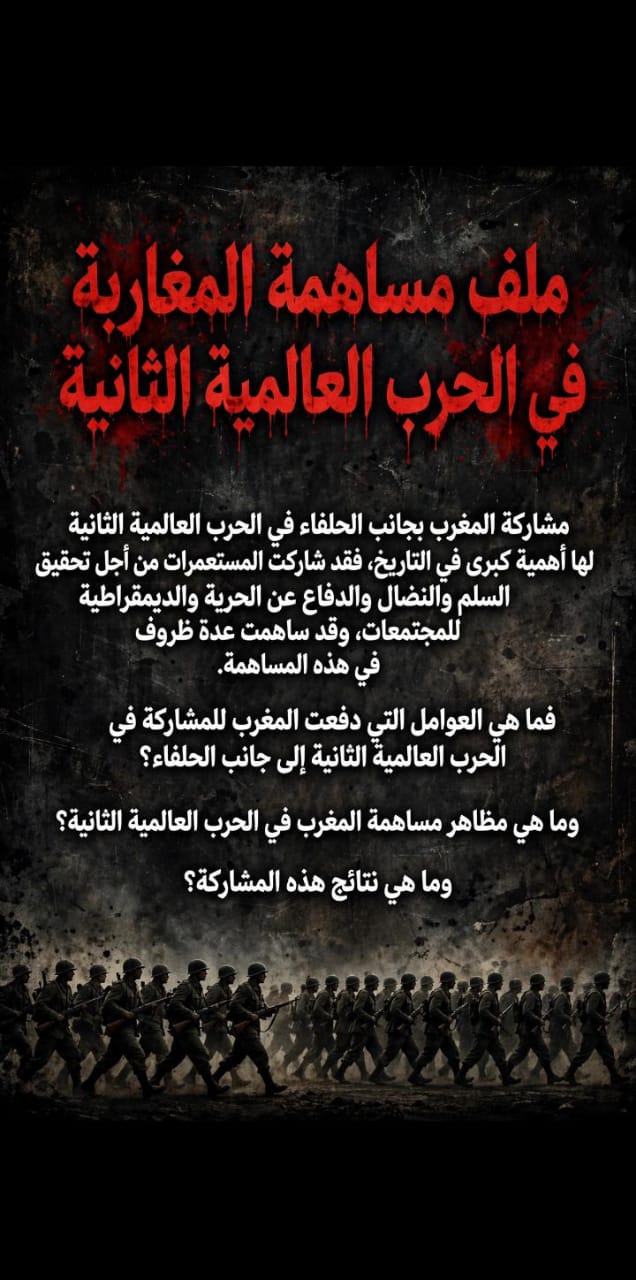 ملف مساهمة المغاربة
في الحرب العالمية الثانية
مشاركة المغرب بجانب الحلفاء في الحرب العالمية الثانية
لها أهمية كبرى في التاريخ، فقد شاركت المستعمرات من أجل تحقيق
السلم والنضال والدفاع عن الحرية والديمقراطية
للمجتمعات، وقد ساهمت عدة ظروف
في هذه المساهمة.
فما هي العوامل التي دفعت المغرب للمشاركة في
الحرب العالمية الثانية إلى جانب الحلفاء؟
وما هي مظاهر مساهمة المغرب في الحرب العالمية الثانية؟
وما هي نتائج هذه المشاركة؟